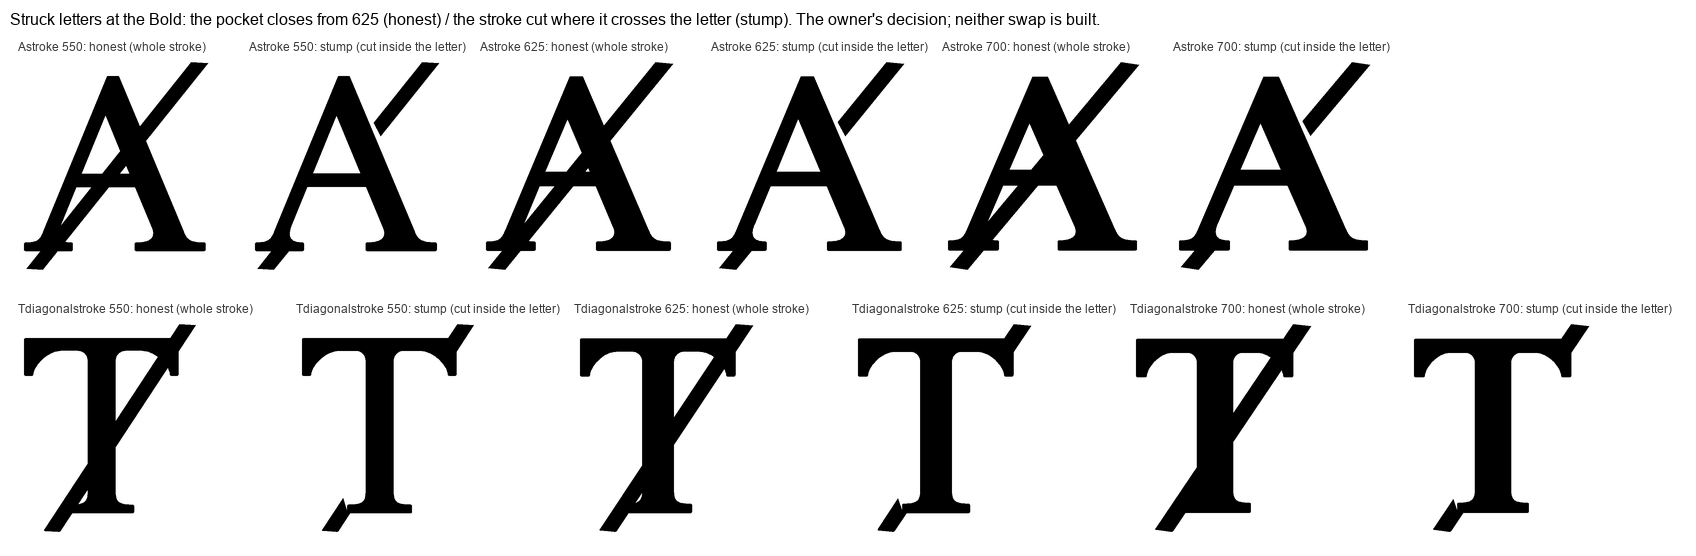 Struck letters at the Bold: the pocket closes from 625 (honest) / the stroke cut where it crosses the letter (stump). The owner's decision; neither swap is built.
Astroke 550: honest (whole stroke)
Astroke 550: stump (cut inside the letter)
Astroke 625: honest (whole stroke)
Astroke 625: stump (cut inside the letter)
Astroke 700: honest (whole stroke)
Astroke 700: stump (cut inside the letter)
Ⱥ A Ⱥ A Ⱥ A
Tdiagonalstroke 550: honest (whole stroke)
Tdiagonalstroke 550: stump (cut inside the letter)
Tdiagonalstroke 625: honest (whole stroke)
Tdiagonalstroke 625: stump (cut inside the letter)
Tdiagonalstroke 700: honest (whole stroke)
Tdiagonalstroke 700: stump (cut inside the letter)
Ⱦ T Ⱦ T Ⱦ T